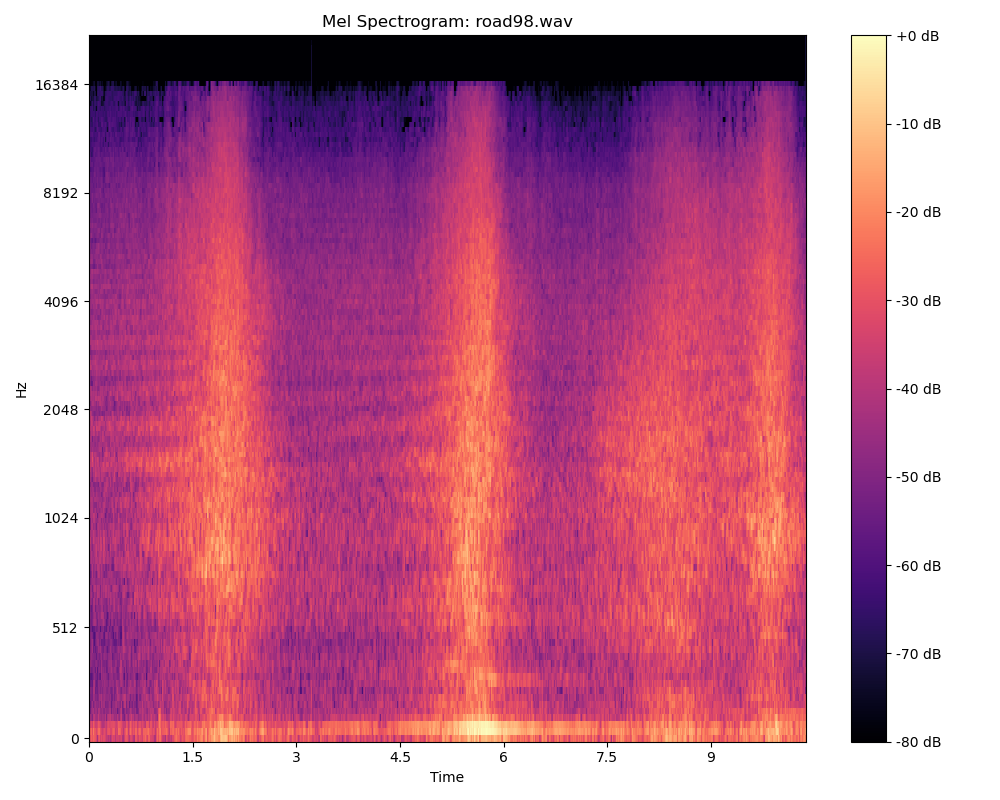 Mel Spectrogram: road98.wav
Hz
16384
8192
4096
2048
1024
512
0
0 1.5 3 4.5 6 7.5 9
Time
+0 dB
-10 dB
-20 dB
-30 dB
-40 dB
-50 dB
-60 dB
-70 dB
-80 dB